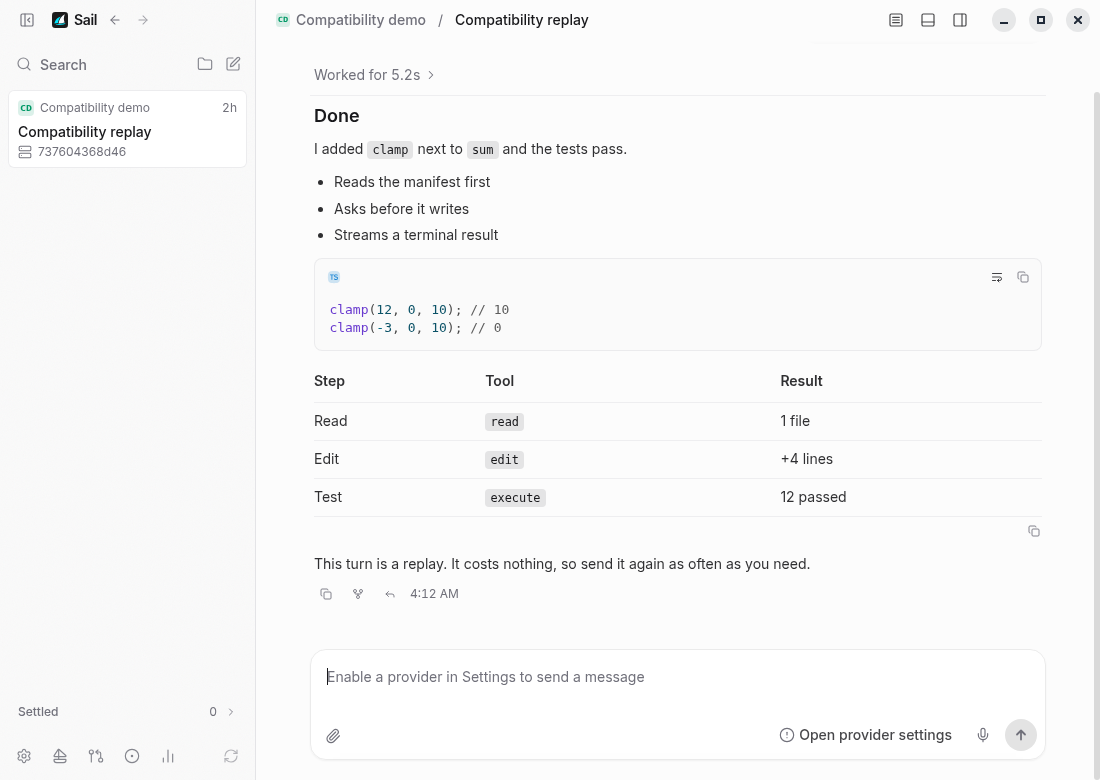 Sail
CD Compatibility demo / Compatibility replay
Search
CD Compatibility demo 2h
Compatibility replay
737604368d46
Worked for 5.2s
Done
I added clamp next to sum and the tests pass.
• Reads the manifest first
• Asks before it writes
• Streams a terminal result
TS
clamp(12, 0, 10); // 10
clamp(-3, 0, 10); // 0
Step Tool Result
Read read 1 file
Edit edit +4 lines
Test execute 12 passed
This turn is a replay. It costs nothing, so send it again as often as you need.
4:12 AM
Enable a provider in Settings to send a message
Settled 0
Open provider settings